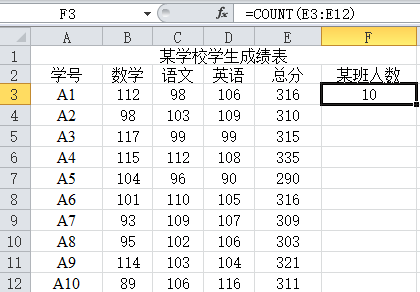 F3 fx =COUNT(E3:E12)
A B C D E F
1 某学校学生成绩表
2 学号 数学 语文 英语 总分 某班人数
3 A1 112 98 106 316 10
4 A2 98 103 109 310
5 A3 117 99 99 315
6 A4 115 112 108 335
7 A5 104 96 90 290
8 A6 101 110 105 316
9 A7 93 109 107 309
10 A8 95 102 106 303
11 A9 114 103 104 321
12 A10 89 106 116 311